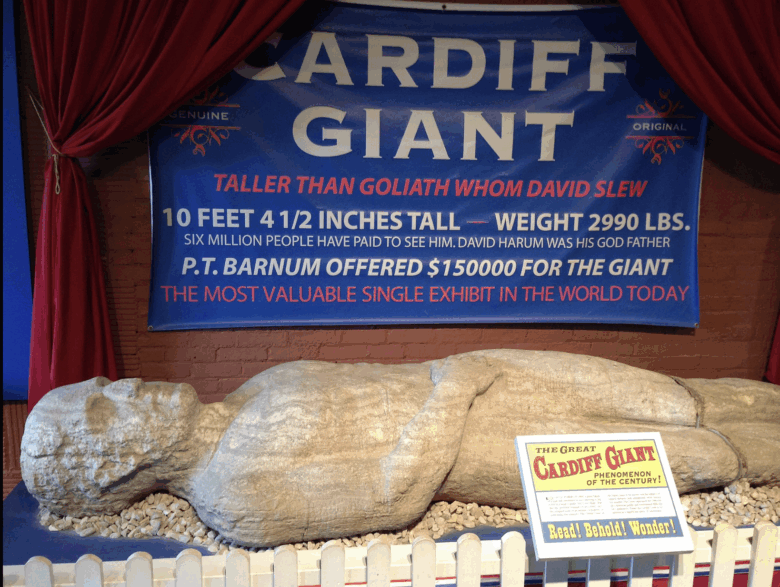 CARDIFF
GIANT
GENUINE
ORIGINAL
TALLER THAN GOLIATH WHOM DAVID SLEW
10 FEET 4 1/2 INCHES TALL — WEIGHT 2990 LBS.
SIX MILLION PEOPLE HAVE PAID TO SEE HIM. DAVID HARUM WAS HIS GOD FATHER
P.T. BARNUM OFFERED $150000 FOR THE GIANT
THE MOST VALUABLE SINGLE EXHIBIT IN THE WORLD TODAY
THE GREAT
CARDIFF GIANT
PHENOMENON
OF THE CENTURY!
Read! Behold! Wonder!